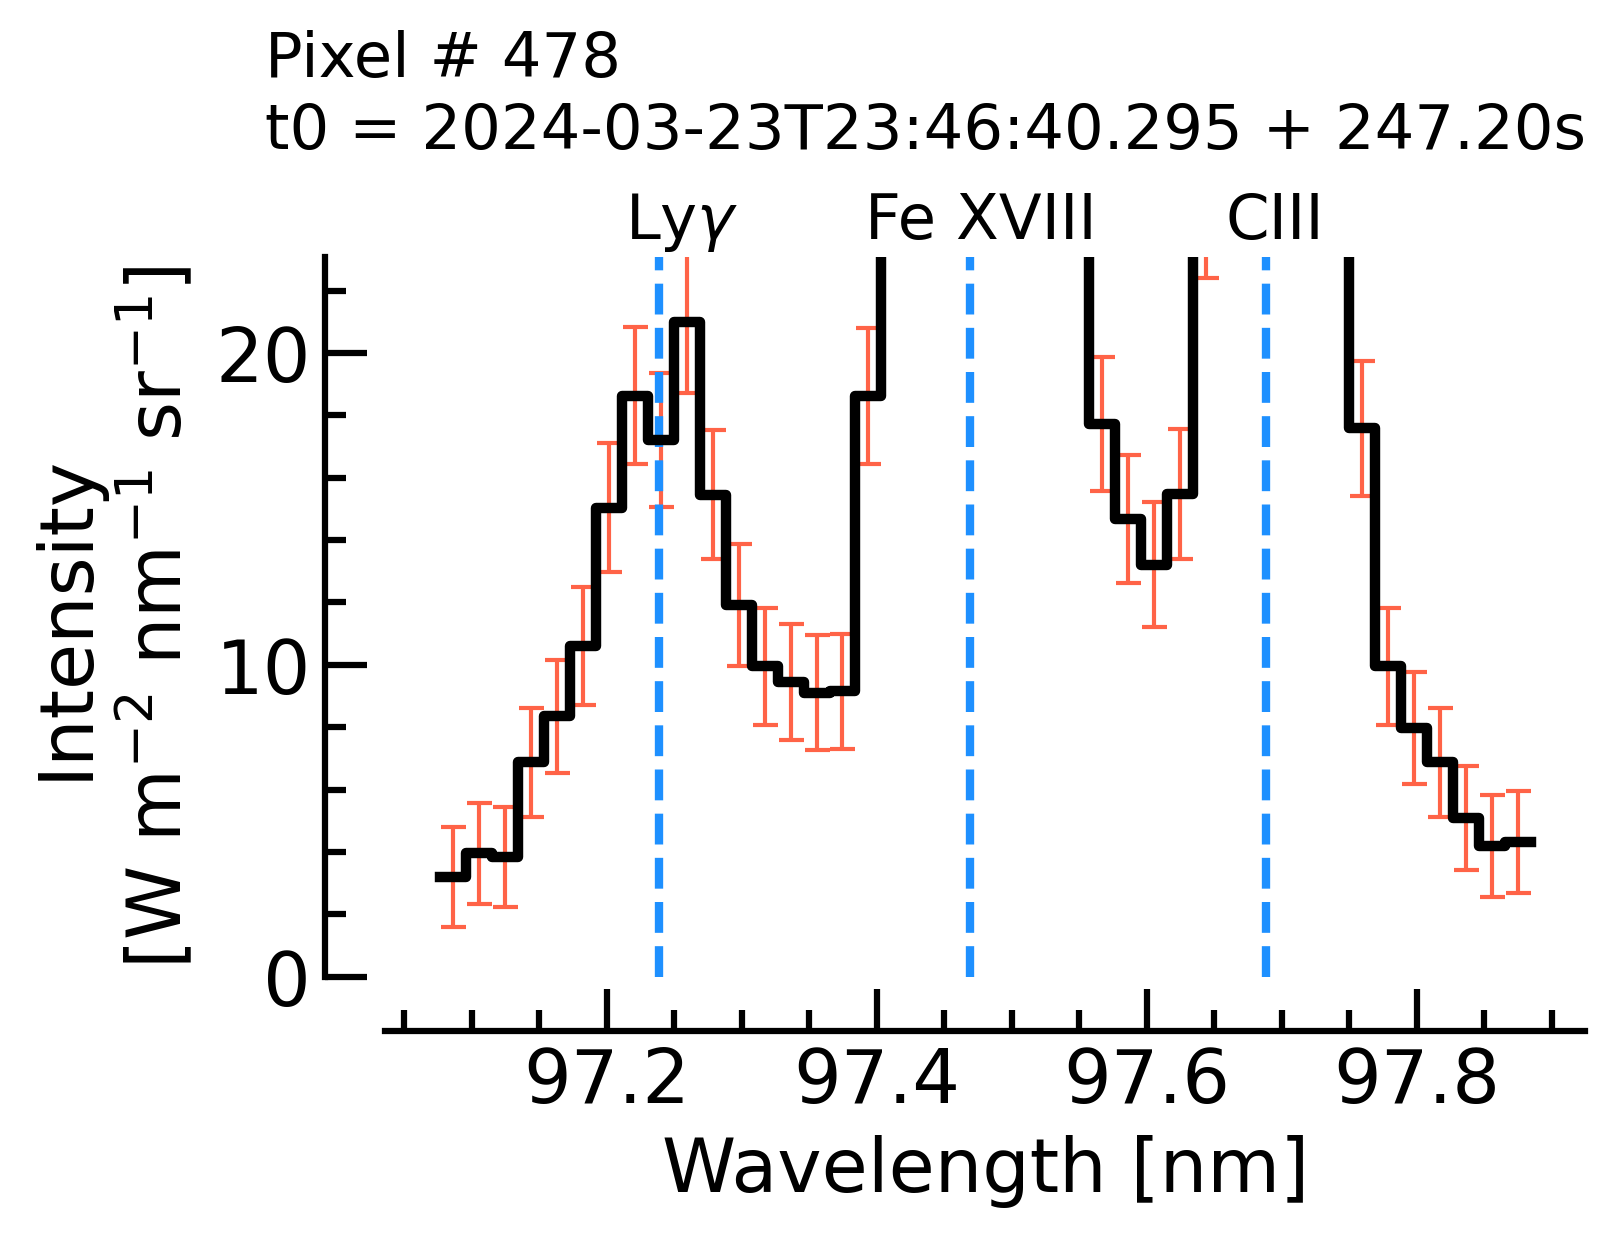 Pixel # 478
t0 = 2024-03-23T23:46:40.295 + 247.20s
Lyγ Fe XVIII CIII
Intensity
[W m⁻² nm⁻¹ sr⁻¹]
20
10
0
97.2 97.4 97.6 97.8
Wavelength [nm]